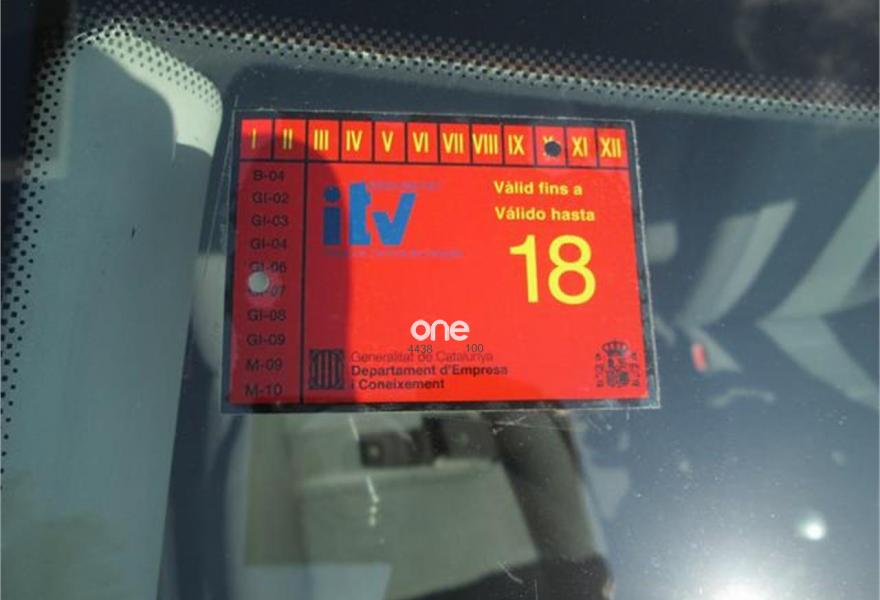 I II III IV V VI VII VIII IX X XI XII
B-04
GI-02
GI-03
GI-04
GI-06
GI-07
GI-08
GI-09
M-09
M-10
itv
Vàlid fins a
Válido hasta
18
one
4438 100
Generalitat de Catalunya
Departament d'Empresa
i Coneixement